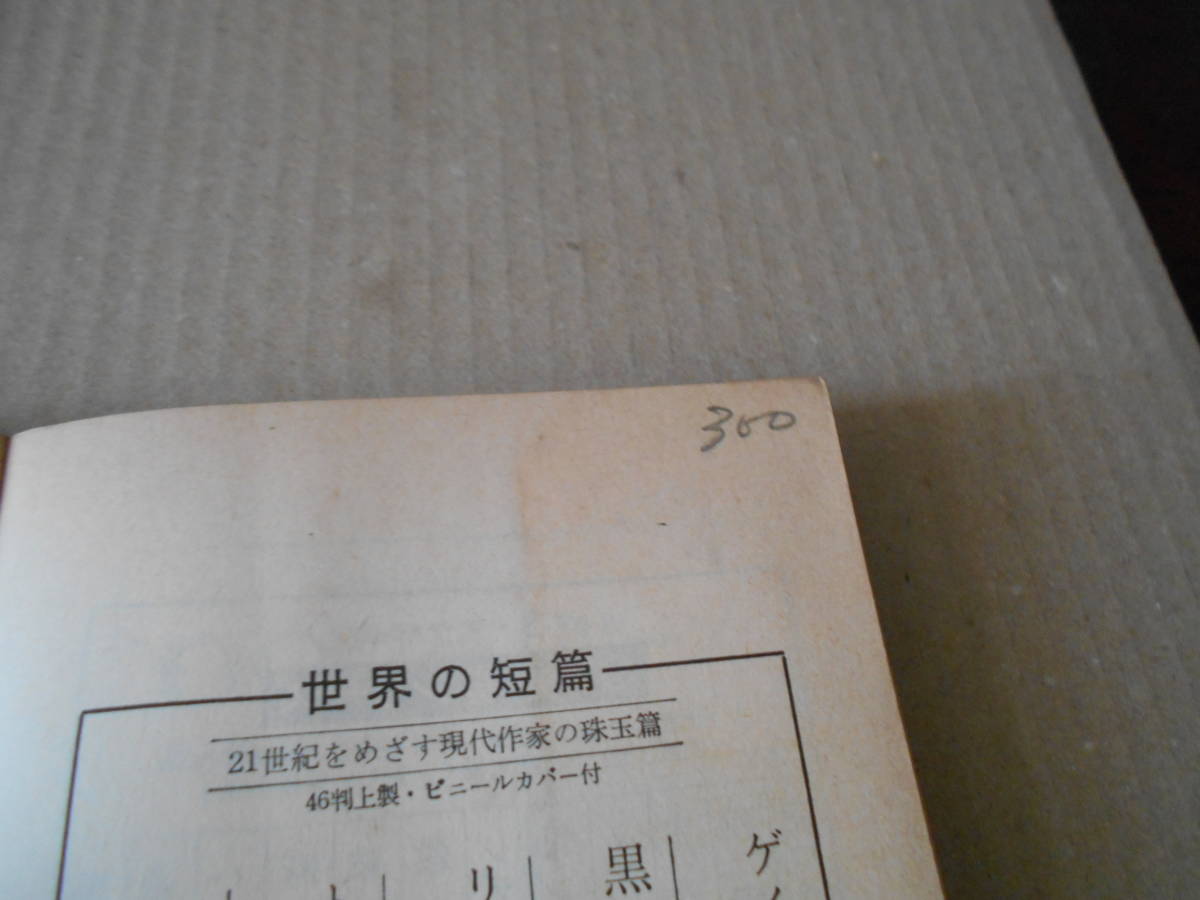 300
世界の短篇
21世紀をめざす現代作家の珠玉篇
46判上製・ビニールカバー付
ゲ
黒
リ